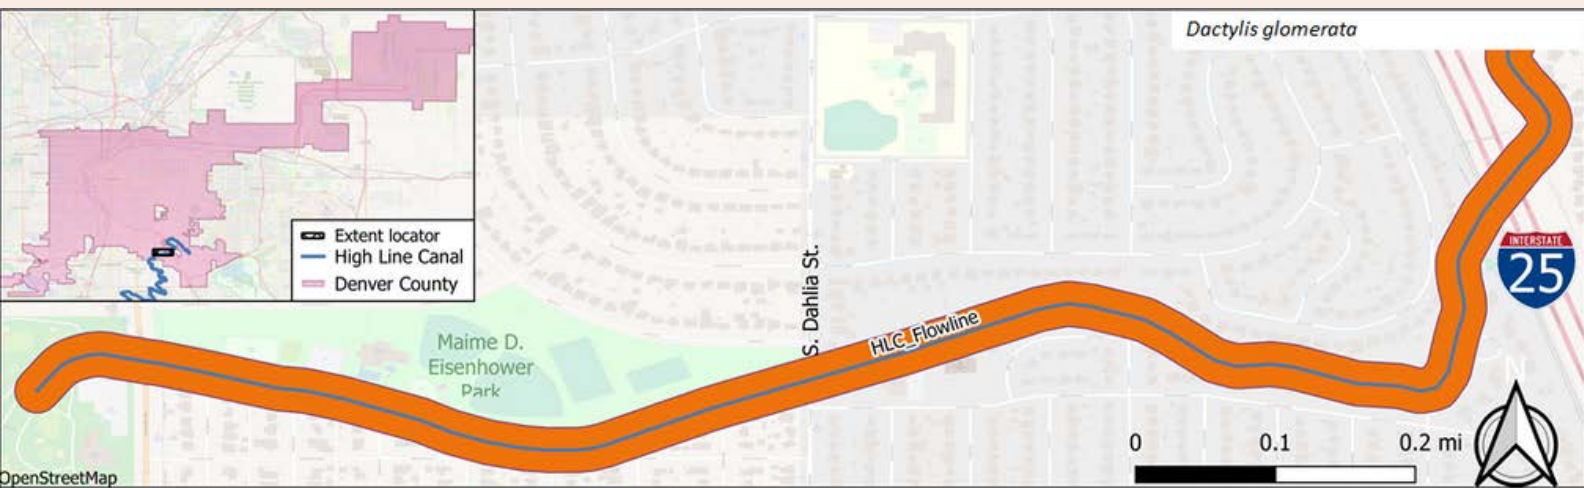 Dactylis glomerata
Extent locator
High Line Canal
Denver County
S. Dahlia St.
INTERSTATE
25
HLC_Flowline
Maime D.
Eisenhower
Park
0 0.1 0.2 mi
OpenStreetMap